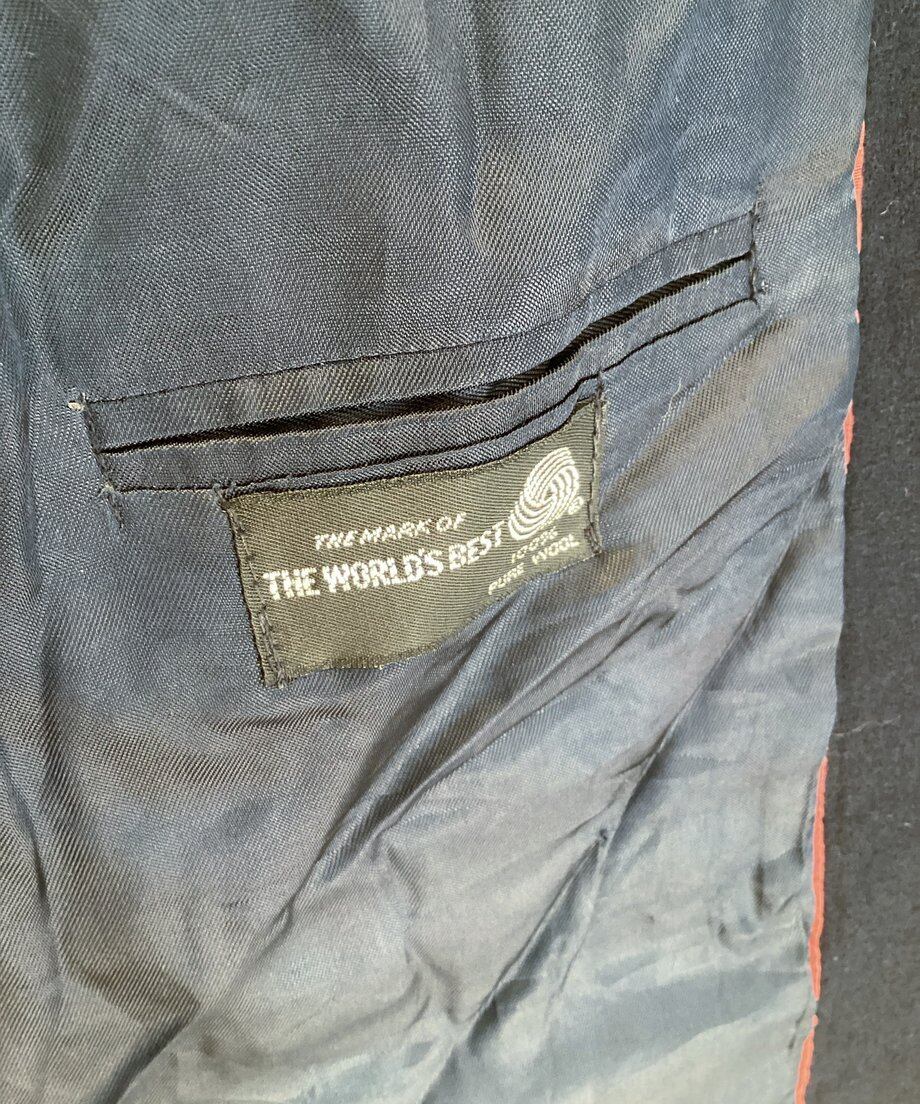 THE MARK OF
THE WORLD'S BEST
®
100%
PURE WOOL